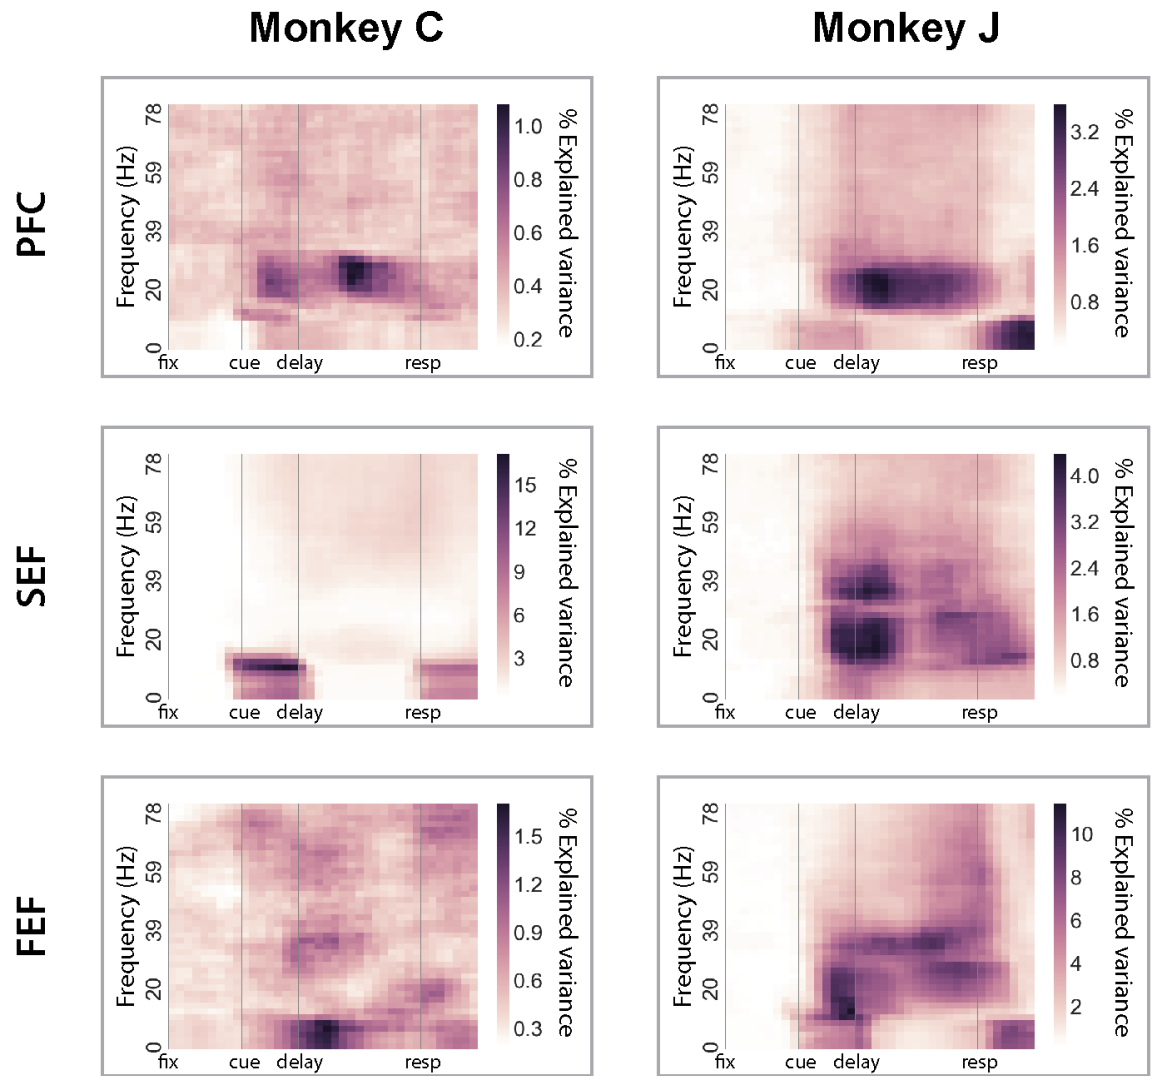 Monkey C
Monkey J
PFC
Frequency (Hz)
78
59
39
20
0
fix cue delay resp
1.0
0.8
0.6
0.4
0.2
% Explained variance
Frequency (Hz)
78
59
39
20
0
fix cue delay resp
3.2
2.4
1.6
0.8
% Explained variance
SEF
Frequency (Hz)
78
59
39
20
0
fix cue delay resp
15
12
9
6
3
% Explained variance
Frequency (Hz)
78
59
39
20
0
fix cue delay resp
4.0
3.2
2.4
1.6
0.8
% Explained variance
FEF
Frequency (Hz)
78
59
39
20
0
fix cue delay resp
1.5
1.2
0.9
0.6
0.3
% Explained variance
Frequency (Hz)
78
59
39
20
0
fix cue delay resp
10
8
6
4
2
% Explained variance